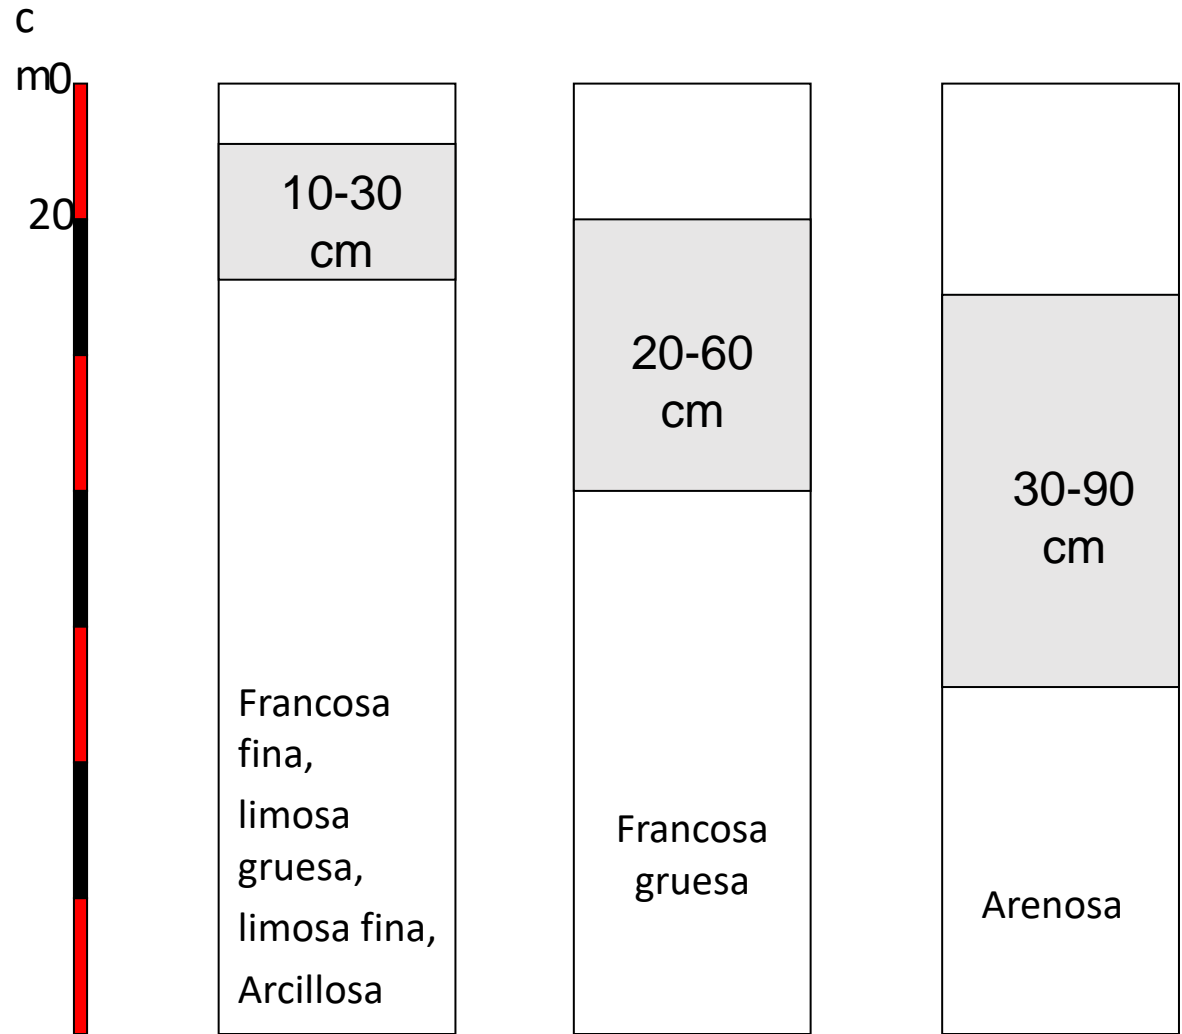 c
m0
20
10-30
cm
20-60
cm
30-90
cm
Francosa
fina,
limosa
gruesa,
limosa fina,
Arcillosa
Francosa
gruesa
Arenosa